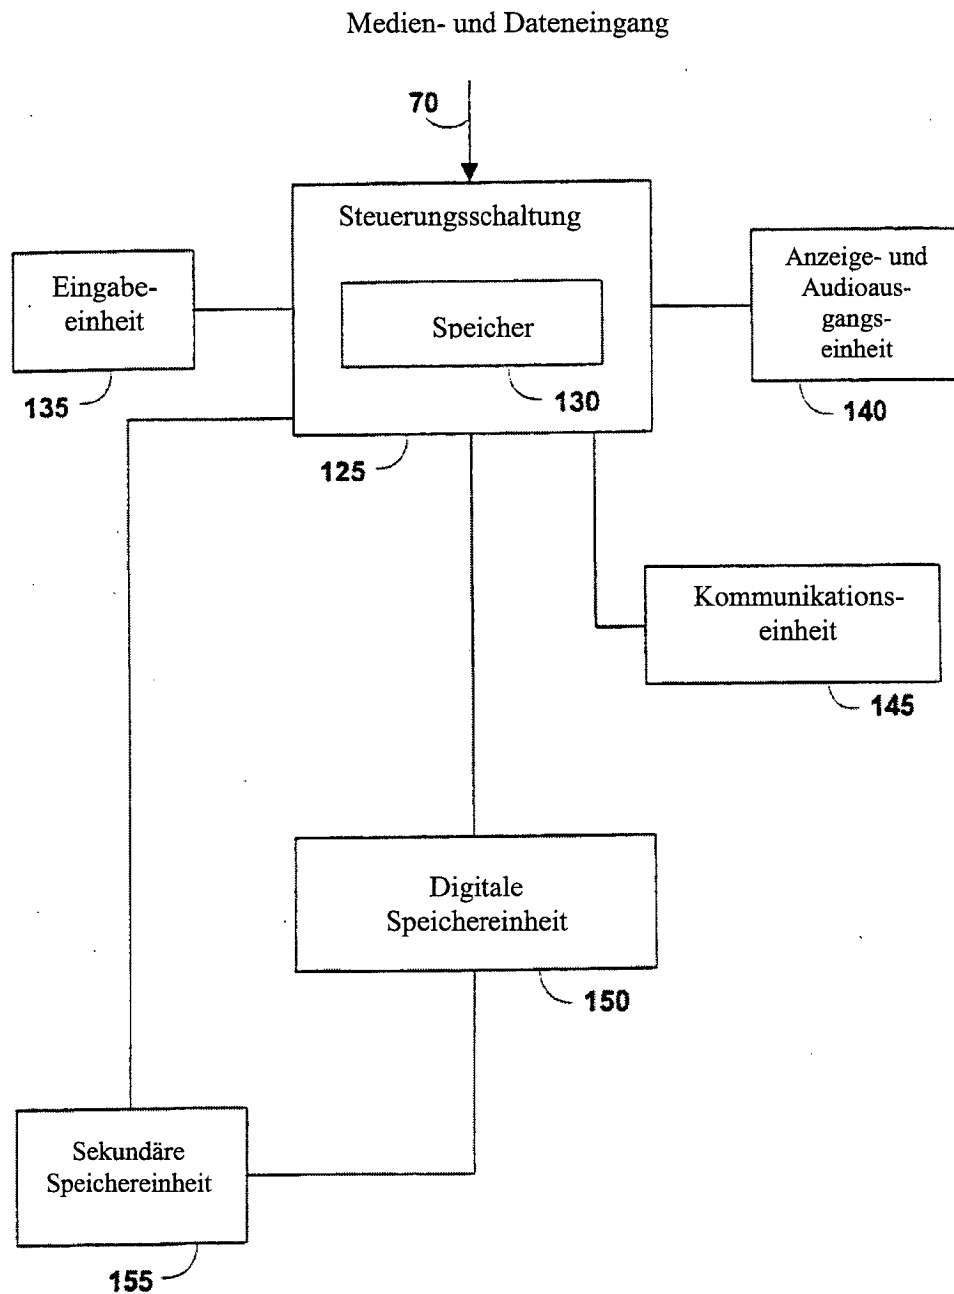 Medien- und Dateneingang
70
Steuerungsschaltung
Speicher
130
125
Eingabe-
einheit
135
Anzeige- und
Audioaus-
gangs-
einheit
140
Kommunikations-
einheit
145
Digitale
Speichereinheit
150
Sekundäre
Speichereinheit
155